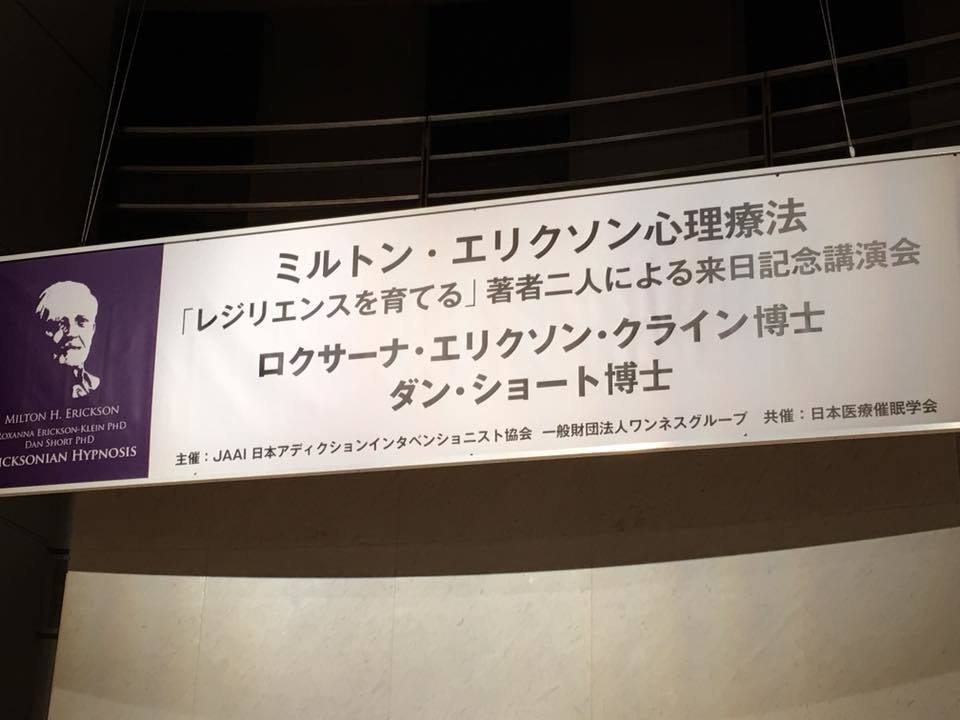 ミルトン・エリクソン心理療法
「レジリエンスを育てる」著者二人による来日記念講演会
ロクサーナ・エリクソン・クライン博士
ダン・ショート博士
主催：JAAI 日本アディクションインタベンショニスト協会 一般財団法人ワンネスグループ 共催：日本医療催眠学会
MILTON H. ERICKSON
ROXANNA ERICKSON-KLEIN PHD
DAN SHORT PHD
ICKSONIAN HYPNOSIS